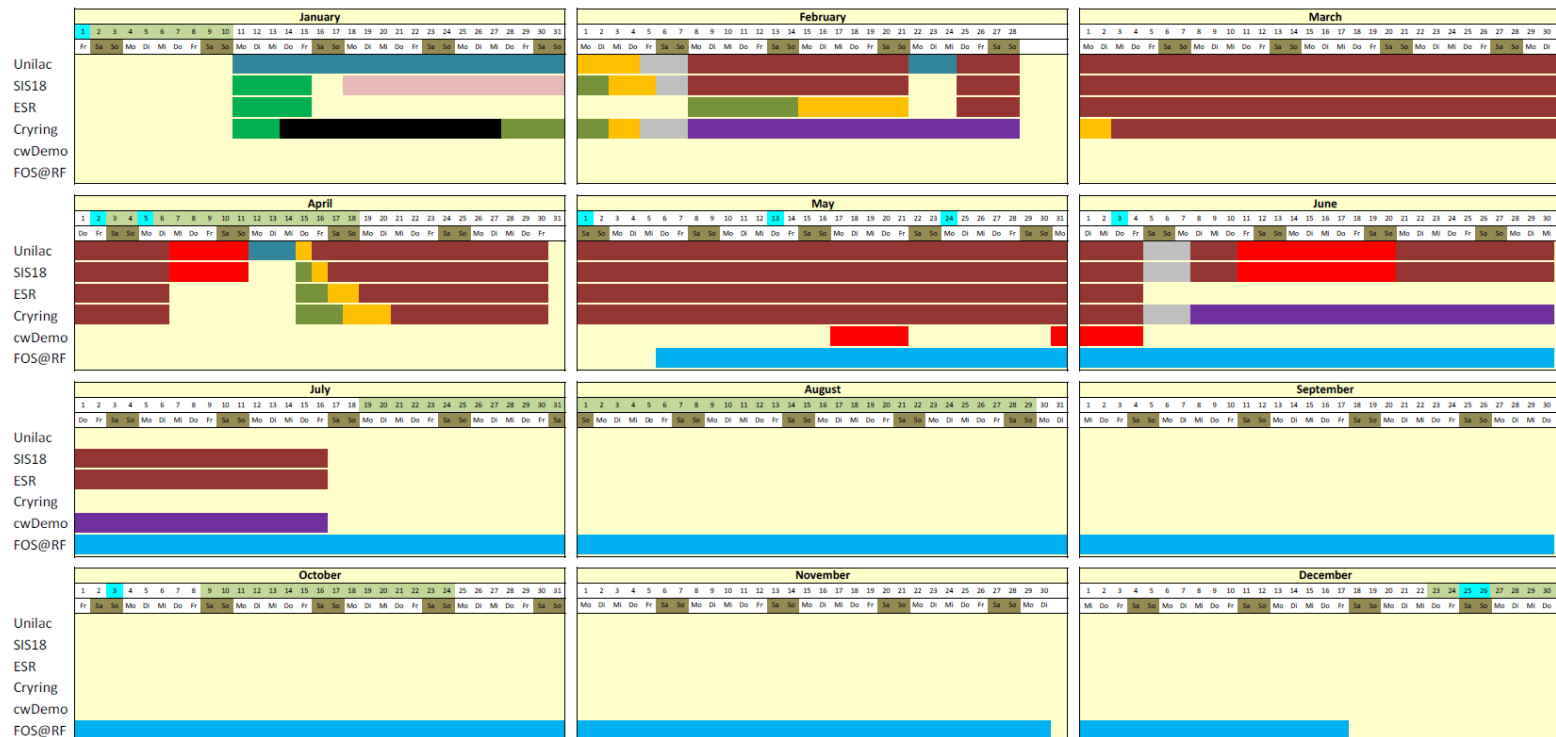 January February March
1 2 3 4 5 6 7 8 9 10 11 12 13 14 15 16 17 18 19 20 21 22 23 24 25 26 27 28 29 30 31 1 2 3 4 5 6 7 8 9 10 11 12 13 14 15 16 17 18 19 20 21 22 23 24 25 26 27 28 1 2 3 4 5 6 7 8 9 10 11 12 13 14 15 16 17 18 19 20 21 22 23 24 25 26 27 28 29 30
Fr Sa So Mo Di Mi Do Fr Sa So Mo Di Mi Do Fr Sa So Mo Di Mi Do Fr Sa So Mo Di Mi Do Fr Sa So Mo Di Mi Do Fr Sa So Mo Di Mi Do Fr Sa So Mo Di Mi Do Fr Sa So Mo Di Mi Do Fr Sa So Mo Di Mi Do Fr Sa So Mo Di Mi Do Fr Sa So Mo Di Mi Do Fr Sa So Mo Di Mi Do Fr Sa So Mo Di
Unilac
SIS18
ESR
Cryring
cwDemo
FOS@RF
April May June
1 2 3 4 5 6 7 8 9 10 11 12 13 14 15 16 17 18 19 20 21 22 23 24 25 26 27 28 29 30 31 1 2 3 4 5 6 7 8 9 10 11 12 13 14 15 16 17 18 19 20 21 22 23 24 25 26 27 28 29 30 31 1 2 3 4 5 6 7 8 9 10 11 12 13 14 15 16 17 18 19 20 21 22 23 24 25 26 27 28 29 30
Do Fr Sa So Mo Di Mi Do Fr Sa So Mo Di Mi Do Fr Sa So Mo Di Mi Do Fr Sa So Mo Di Mi Do Fr Sa So Mo Di Mi Do Fr Sa So Mo Di Mi Do Fr Sa So Mo Di Mi Do Fr Sa So Mo Di Mi Do Fr Sa So Mo Di Mi Do Fr Sa So Mo Di Mi Do Fr Sa So Mo Di Mi Do Fr Sa So Mo Di Mi Do Fr Sa So Mo Di Mi
Unilac
SIS18
ESR
Cryring
cwDemo
FOS@RF
July August September
1 2 3 4 5 6 7 8 9 10 11 12 13 14 15 16 17 18 19 20 21 22 23 24 25 26 27 28 29 30 31 1 2 3 4 5 6 7 8 9 10 11 12 13 14 15 16 17 18 19 20 21 22 23 24 25 26 27 28 29 30 31 1 2 3 4 5 6 7 8 9 10 11 12 13 14 15 16 17 18 19 20 21 22 23 24 25 26 27 28 29 30
Do Fr Sa So Mo Di Mi Do Fr Sa So Mo Di Mi Do Fr Sa So Mo Di Mi Do Fr Sa So Mo Di Mi Do Fr Sa So Mo Di Mi Do Fr Sa So Mo Di Mi Do Fr Sa So Mo Di Mi Do Fr Sa So Mo Di Mi Do Fr Sa So Mo Di Mi Do Fr Sa So Mo Di Mi Do Fr Sa So Mo Di Mi Do Fr Sa So Mo Di Mi Do Fr Sa So Mo Di Mi Do
Unilac
SIS18
ESR
Cryring
cwDemo
FOS@RF
October November December
1 2 3 4 5 6 7 8 9 10 11 12 13 14 15 16 17 18 19 20 21 22 23 24 25 26 27 28 29 30 31 1 2 3 4 5 6 7 8 9 10 11 12 13 14 15 16 17 18 19 20 21 22 23 24 25 26 27 28 29 30 1 2 3 4 5 6 7 8 9 10 11 12 13 14 15 16 17 18 19 20 21 22 23 24 25 26 27 28 29 30
Fr Sa So Mo Di Mi Do Fr Sa So Mo Di Mi Do Fr Sa So Mo Di Mi Do Fr Sa So Mo Di Mi Do Fr Sa So Mo Di Mi Do Fr Sa So Mo Di Mi Do Fr Sa So Mo Di Mi Do Fr Sa So Mo Di Mi Do Fr Sa So Mo Di Mi Do Fr Sa So Mo Di Mi Do Fr Sa So Mo Di Mi Do Fr Sa So Mo Di Mi Do Fr Sa So Mo Di Mi Do
Unilac
SIS18
ESR
Cryring
cwDemo
FOS@RF